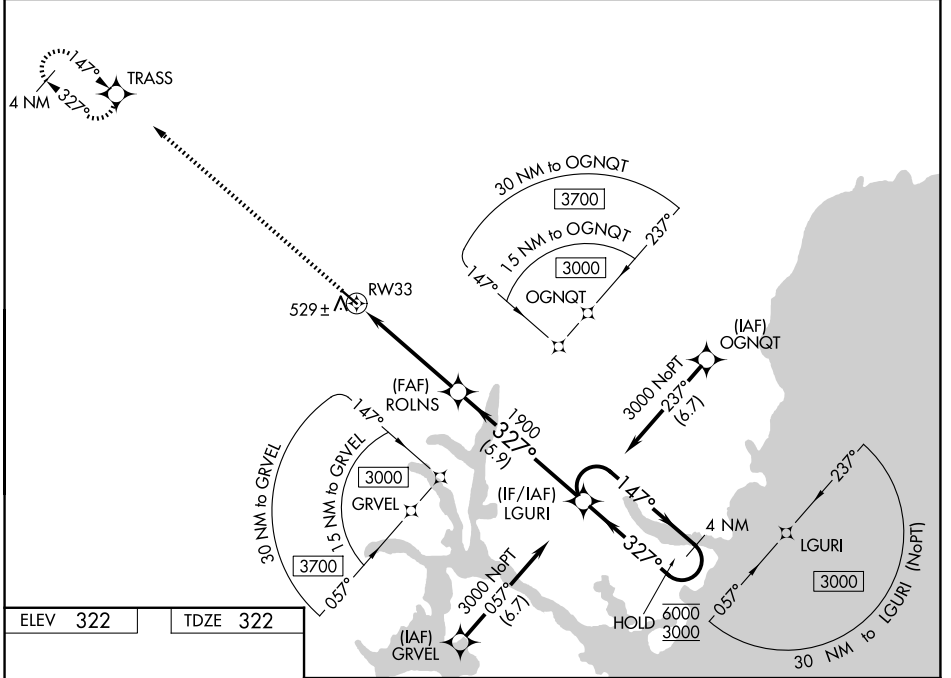 147°
TRASS
4 NM
327°
30 NM to OGNQT
3700
15 NM to OGNQT
237°
3000
147°
OGNQT
RW33
529 ±
(IAF)
OGNQT
3000 NoPT
237°
(6.7)
(FAF)
ROLNS
1900
327°
(5.9)
147°
30 NM to GRVEL
15 NM to GRVEL
3000
GRVEL
3700
057°
(IF/IAF)
LGURI
147°
4 NM
327°
HOLD
6000
3000
237°
LGURI
3000
057°
30 NM to LGURI (NoPT)
3000 NoPT
057°
(6.7)
(IAF)
GRVEL
ELEV 322
TDZE 322